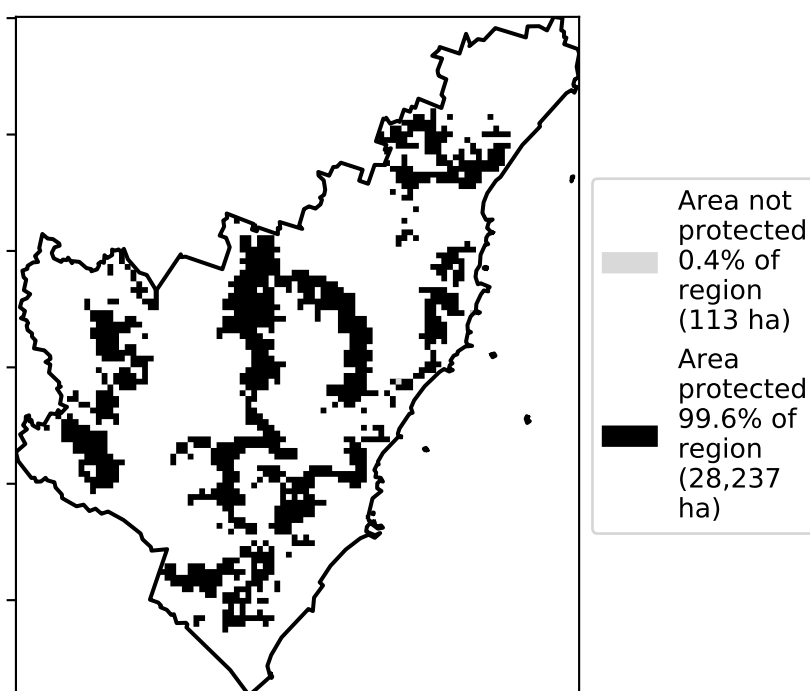 Area not
protected
0.4% of
region
(113 ha)
Area
protected
99.6% of
region
(28,237
ha)